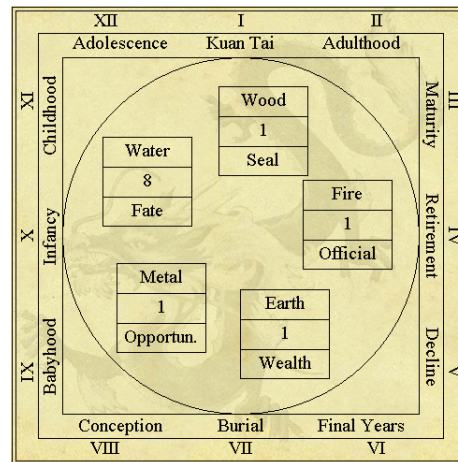 XII I II
Adolescence Kuan Tai Adulthood
XI
Childhood
Maturity
III
Wood
1
Seal
Water
8
Fate
Fire
1
Official
X
Infancy
Retirement
IV
Metal
1
Opportun.
Earth
1
Wealth
IX
Babyhood
Decline
V
Conception Burial Final Years
VIII VII VI